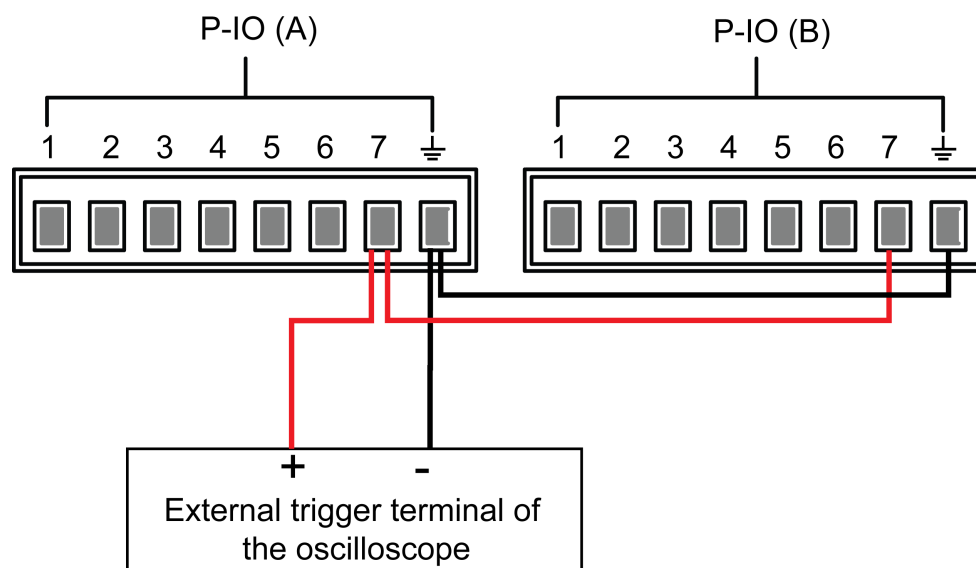 P-IO (A)
P-IO (B)
1 2 3 4 5 6 7
1 2 3 4 5 6 7
+ -
External trigger terminal of
the oscilloscope